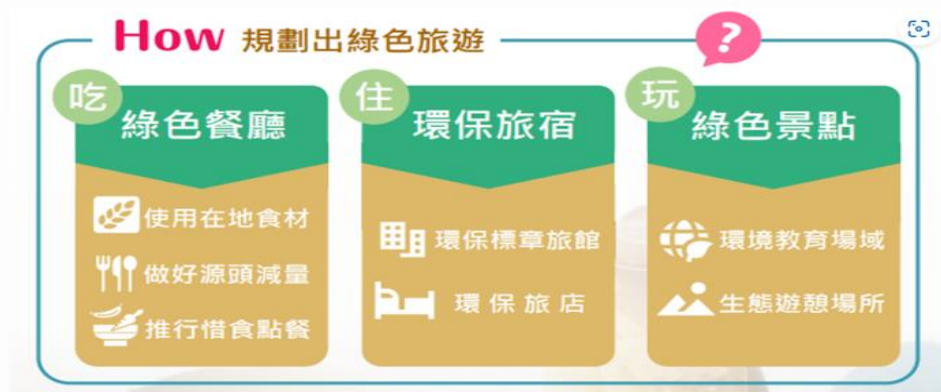 How 規劃出綠色旅遊
?
吃
綠色餐廳
使用在地食材
做好源頭減量
推行惜食點餐
住
環保旅宿
環保標章旅館
環保旅店
玩
綠色景點
環境教育場域
生態遊憩場所